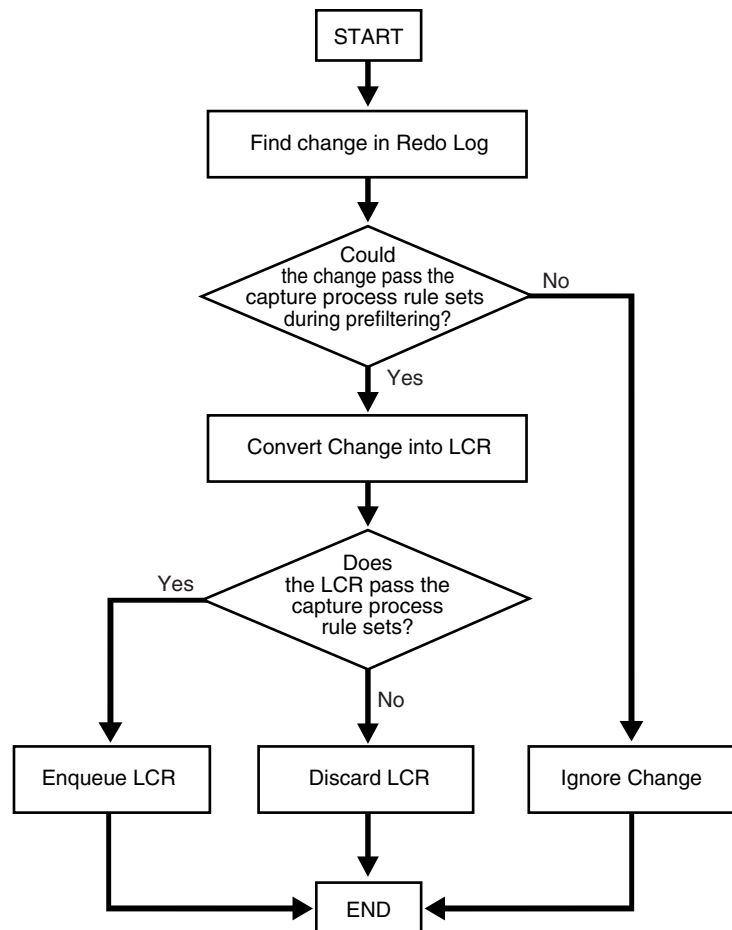 START
Find change in Redo Log
Could
the change pass the
capture process rule sets
during prefiltering?
No
Yes
Convert Change into LCR
Does
the LCR pass the
capture process
rule sets?
Yes
No
Enqueue LCR
Discard LCR
Ignore Change
END